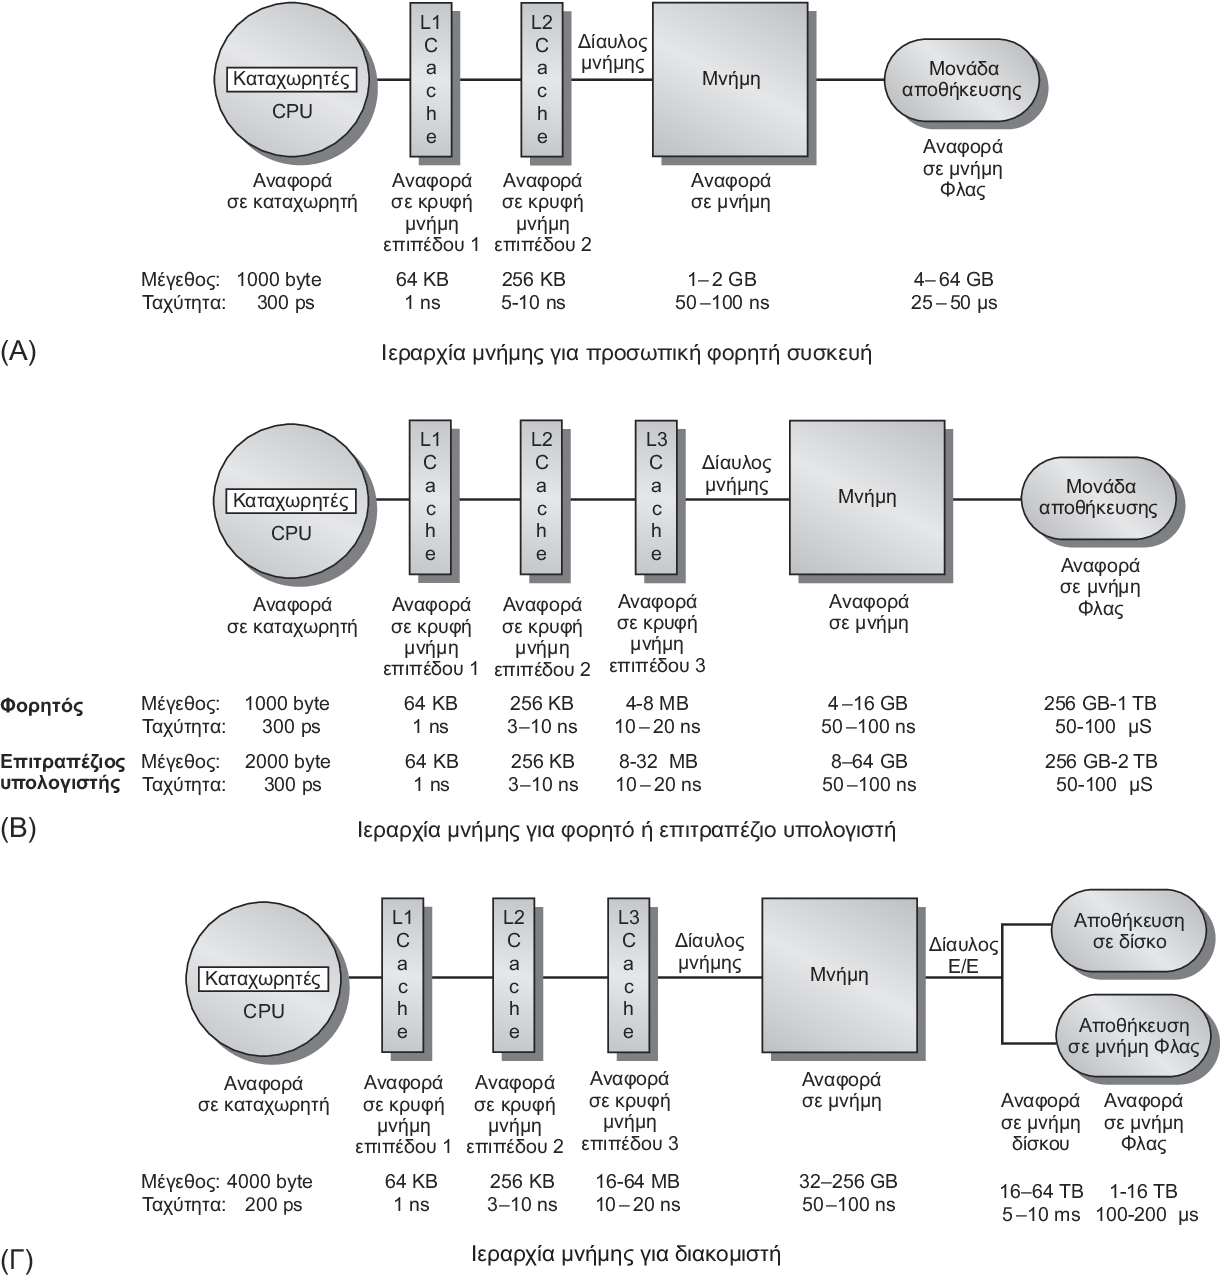 L1
Cache
L2
Cache
Δίαυλος
μνήμης
Καταχωρητές
CPU
Μνήμη
Μονάδα
αποθήκευσης
Αναφορά
σε καταχωρητή
Αναφορά
σε κρυφή
μνήμη
επιπέδου 1
Αναφορά
σε κρυφή
μνήμη
επιπέδου 2
Αναφορά
σε μνήμη
Αναφορά
σε μνήμη
Φλας
Μέγεθος: 1000 byte 64 KB 256 KB 1–2 GB 4–64 GB
Ταχύτητα: 300 ps 1 ns 5-10 ns 50–100 ns 25–50 μs
(Α) Ιεραρχία μνήμης για προσωπική φορητή συσκευή
L1
Cache
L2
Cache
L3
Cache
Δίαυλος
μνήμης
Καταχωρητές
CPU
Μνήμη
Μονάδα
αποθήκευσης
Αναφορά
σε καταχωρητή
Αναφορά
σε κρυφή
μνήμη
επιπέδου 1
Αναφορά
σε κρυφή
μνήμη
επιπέδου 2
Αναφορά
σε κρυφή
μνήμη
επιπέδου 3
Αναφορά
σε μνήμη
Αναφορά
σε μνήμη
Φλας
Φορητός Μέγεθος: 1000 byte 64 KB 256 KB 4-8 MB 4–16 GB 256 GB-1 TB
Ταχύτητα: 300 ps 1 ns 3–10 ns 10–20 ns 50–100 ns 50-100 μS
Επιτραπέζιος Μέγεθος: 2000 byte 64 KB 256 KB 8-32 MB 8–64 GB 256 GB-2 TB
υπολογιστής Ταχύτητα: 300 ps 1 ns 3–10 ns 10–20 ns 50–100 ns 50-100 μS
(Β) Ιεραρχία μνήμης για φορητό ή επιτραπέζιο υπολογιστή
L1
Cache
L2
Cache
L3
Cache
Δίαυλος
μνήμης
Καταχωρητές
CPU
Μνήμη
Δίαυλος
Ε/Ε
Αποθήκευση
σε δίσκο
Αποθήκευση
σε μνήμη Φλας
Αναφορά
σε καταχωρητή
Αναφορά
σε κρυφή
μνήμη
επιπέδου 1
Αναφορά
σε κρυφή
μνήμη
επιπέδου 2
Αναφορά
σε κρυφή
μνήμη
επιπέδου 3
Αναφορά
σε μνήμη
Αναφορά
σε μνήμη
δίσκου
Αναφορά
σε μνήμη
Φλας
Μέγεθος: 4000 byte 64 KB 256 KB 16-64 MB 32–256 GB 16–64 TB 1-16 TB
Ταχύτητα: 200 ps 1 ns 3–10 ns 10–20 ns 50–100 ns 5–10 ms 100-200 μs
(Γ) Ιεραρχία μνήμης για διακομιστή